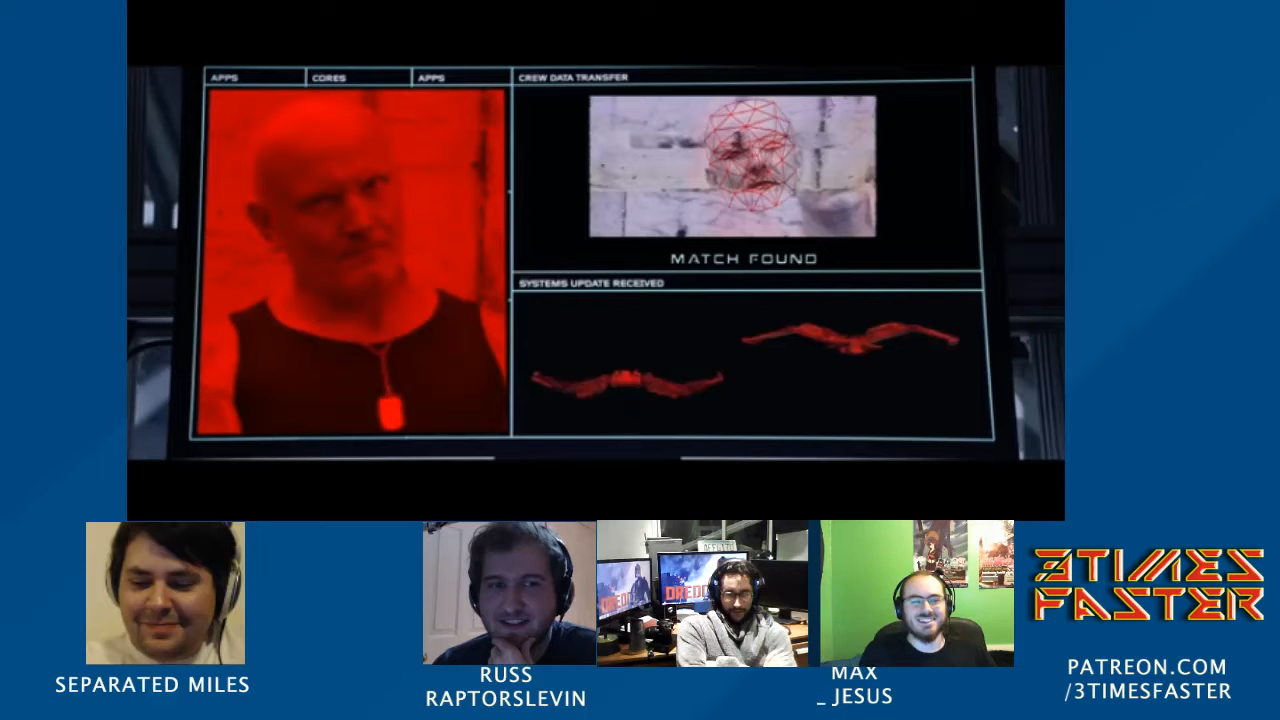 APPS CORES APPS CREW DATA TRANSFER
MATCH FOUND
SYSTEMS UPDATE RECEIVED
DREDD
3TIMES
FASTER
SEPARATED MILES
RUSS
RAPTORSLEVIN
MAX
_ JESUS
PATREON.COM
/3TIMESFASTER